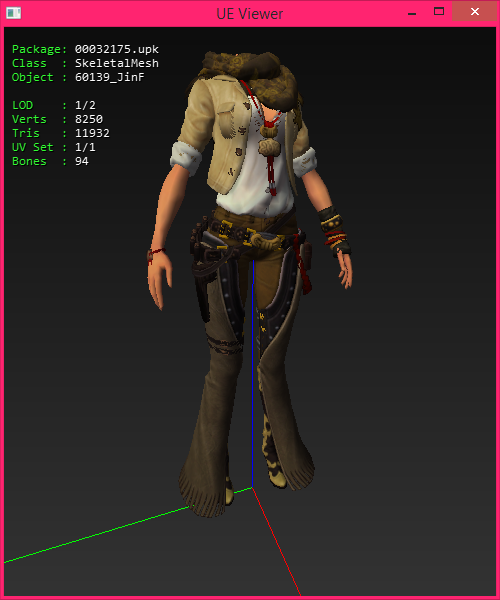 UE Viewer
Package: 00032175.upk
Class  : SkeletalMesh
Object : 60139_JinF
LOD    : 1/2
Verts  : 8250
Tris   : 11932
UV Set : 1/1
Bones  : 94